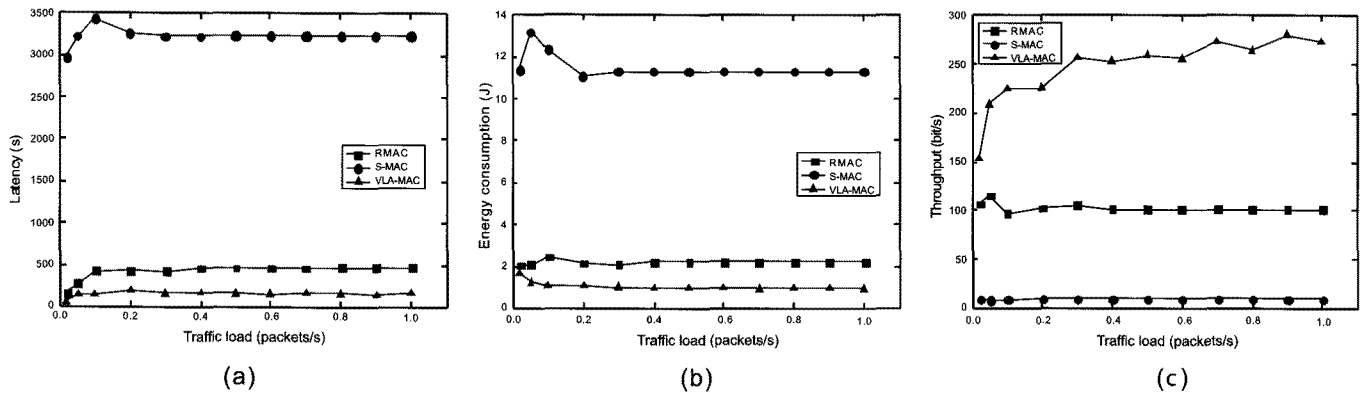 3500
3000
3500
2000
1500
3000
500
0
0.0
0.2
0.4
0.6
0.8
1.0
Latency (s)
Traffic load (packets/s)
RMAC
S-MAC
VLA-MAC
(a)
14
12
10
8
6
4
2
0
0.0
0.2
0.4
0.6
0.8
1.0
Energy consumption (J)
Traffic load (packets/s)
RMAC
S-MAC
VLA-MAC
(b)
300
250
200
150
100
50
0
0.0
0.2
0.4
0.6
0.8
1.0
Throughput (bit/s)
Traffic load (packets/s)
RMAC
S-MAC
VLA-MAC
(c)